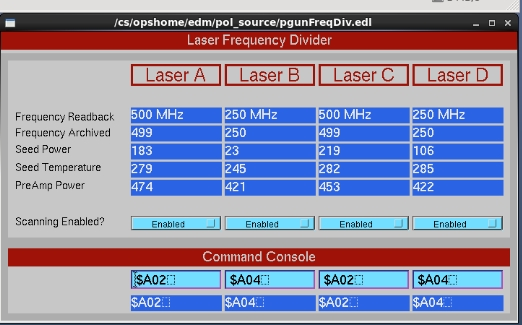 /cs/opshome/edm/pol_source/pgunFreqDiv.edl
Laser Frequency Divider
Laser A Laser B Laser C Laser D
Frequency Readback 500 MHz 250 MHz 500 MHz 250 MHz
Frequency Archived 499 250 499 250
Seed Power 183 23 219 106
Seed Temperature 279 245 282 285
PreAmp Power 474 421 453 422
Scanning Enabled? Enabled Enabled Enabled Enabled
Command Console
$A02 $A04 $A02 $A04
$A02 $A04 $A02 $A04